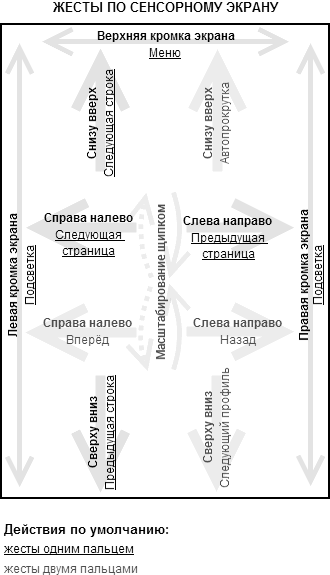 ЖЕСТЫ ПО СЕНСОРНОМУ ЭКРАНУ
Верхняя кромка экрана
Меню
Снизу вверх
Следующая строка
Снизу вверх
Автопрокрутка
Левая кромка экрана
Подсветка
Справа налево
Следующая
страница
Масштабирование щипком
Слева направо
Предыдущая
страница
Правая кромка экрана
Подсветка
Справа налево
Вперёд
Слева направо
Назад
Сверху вниз
Предыдущая строка
Сверху вниз
Следующий профиль
Действия по умолчанию:
жесты одним пальцем
жесты двумя пальцами